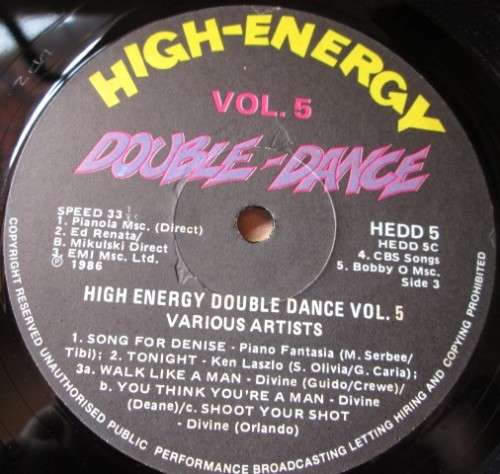 HIGH-ENERGY
VOL. 5
DOUBLE-DANCE
SPEED 33 1/3
1. Pianola Msc. (Direct)
2. Ed Renata/
B. Mikulski Direct
3. EMI Msc. Ltd.
℗ 1986
HEDD 5
HEDD 5C
4. CBS Songs
5. Bobby O Msc.
Side 3
HIGH ENERGY DOUBLE DANCE VOL. 5
VARIOUS ARTISTS
1. SONG FOR DENISE - Piano Fantasia (M. Serbee/
Tibi); 2. TONIGHT - Ken Laszlo (S. Olivia/G. Carla);
3a. WALK LIKE A MAN - Divine (Guido/Crewe)/
b. YOU THINK YOU'RE A MAN - Divine
(Deane)/c. SHOOT YOUR SHOT
- Divine (Orlando)
COPYRIGHT RESERVED UNAUTHORISED PUBLIC PERFORMANCE BROADCASTING LETTING HIRING AND COPYING PROHIBITED